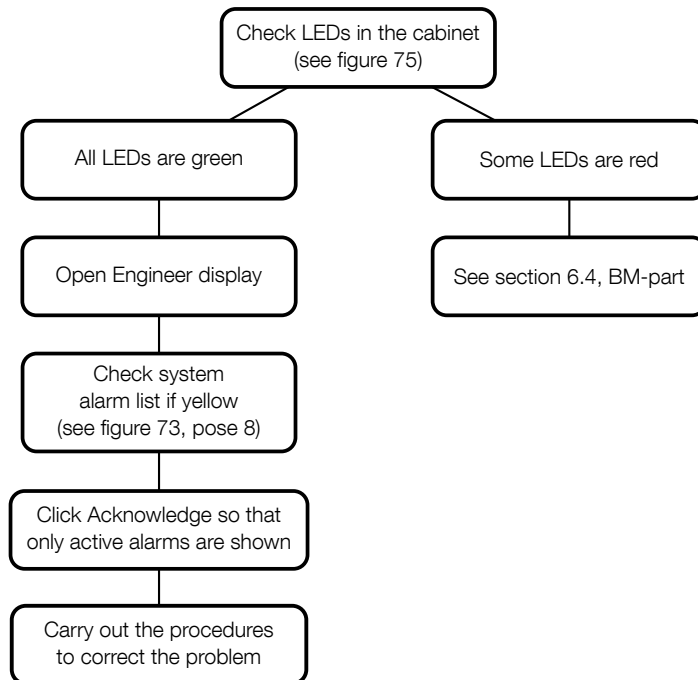 Check LEDs in the cabinet
(see figure 75)
All LEDs are green
Some LEDs are red
Open Engineer display
See section 6.4, BM-part
Check system
alarm list if yellow
(see figure 73, pose 8)
Click Acknowledge so that
only active alarms are shown
Carry out the procedures
to correct the problem